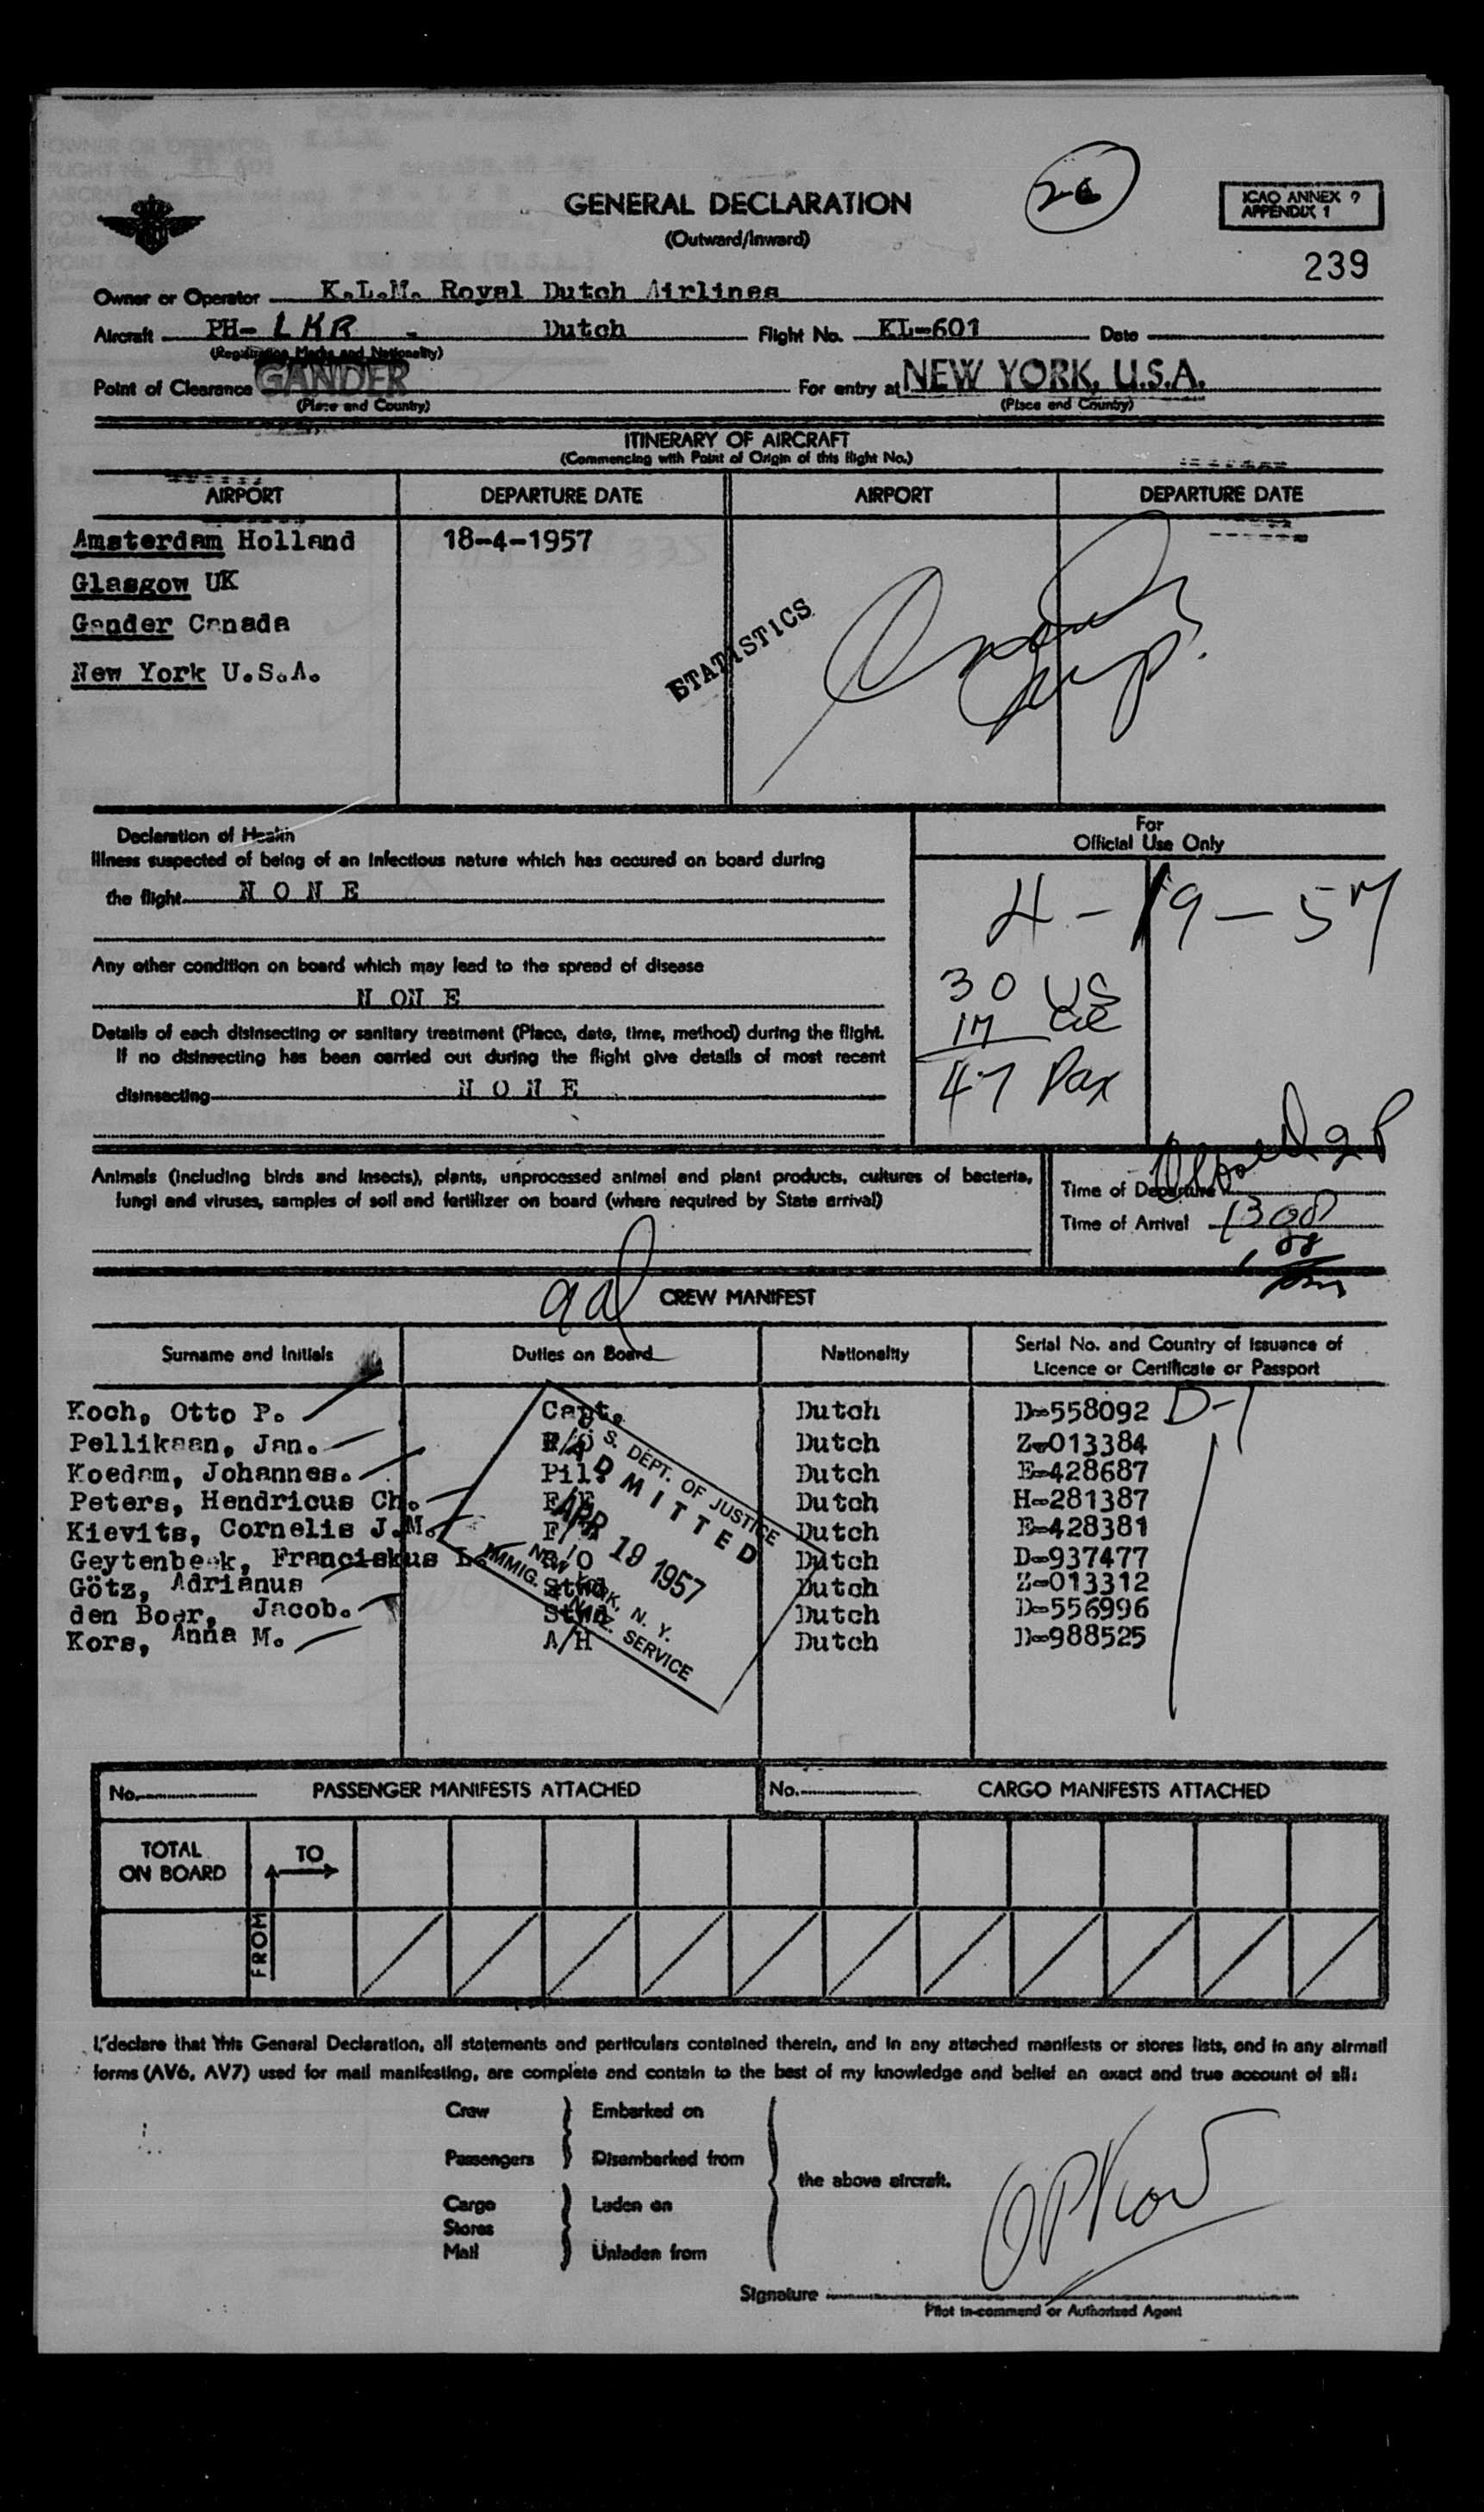 26
GENERAL DECLARATION
(Outward/Inward)
ICAO ANNEX 9
APPENDIX 1
239
Owner or Operator K.L.M. Royal Dutch Airlines
Aircraft PH- LKR - Dutch Flight No. KL-601 Date
(Registration Marks and Nationality)
Point of Clearance GANDER For entry at NEW YORK, U.S.A.
(Place and Country) (Place and Country)
ITINERARY OF AIRCRAFT
(Commencing with Point of Origin of this flight No.)
AIRPORT DEPARTURE DATE AIRPORT DEPARTURE DATE
Amsterdam Holland 18-4-1957
Glasgow UK
Gander Canada
New York U.S.A.
STATISTICS
Declaration of Health
Illness suspected of being of an infectious nature which has occured on board during
the flight N O N E
Any other condition on board which may lead to the spread of disease
N ON E
Details of each disinsecting or sanitary treatment (Place, date, time, method) during the flight.
If no disinsecting has been carried out during the flight give details of most recent
disinsecting N O N E
For
Official Use Only
4-19-57
30 US
17
47 Pax
Animals (including birds and insects), plants, unprocessed animal and plant products, cultures of bacteria,
fungi and viruses, samples of soil and fertilizer on board (where required by State arrival)
Time of Departure
Time of Arrival
CREW MANIFEST
Surname and Initials Duties on Board Nationality Serial No. and Country of Issuance of
Licence or Certificate or Passport
Koch, Otto P. Capt. Dutch D-558092 D-1
Pellikaan, Jan. Dutch Z-013384
Koedam, Johannes. Pil. Dutch E-428687
Peters, Hendricus Ch. Dutch H-281387
Kievits, Cornelis J.M. Dutch E-428381
Geytenbeek, Franciskus L. Dutch D-937477
Götz, Adrianus Stwd Dutch Z-013312
den Boer, Jacob. Stwd Dutch D-556996
Kors, Anna M. A/H Dutch D-988525
U. S. DEPT. OF JUSTICE
ADMITTED
APR 19 1957
NEW YORK, N. Y.
IMMIG. & NATZ. SERVICE
No. PASSENGER MANIFESTS ATTACHED No. CARGO MANIFESTS ATTACHED
TOTAL
ON BOARD
TO
FROM
I, declare that this General Declaration, all statements and particulars contained therein, and in any attached manifests or stores lists, and in any airmail
forms (AV6, AV7) used for mail manifesting, are complete and contain to the best of my knowledge and belief an exact and true account of all:
Crew Embarked on
Passengers Disembarked from
the above aircraft.
Cargo Laden on
Stores
Mail Unladen from
OPKoch
Signature
Pilot in-command or Authorized Agent